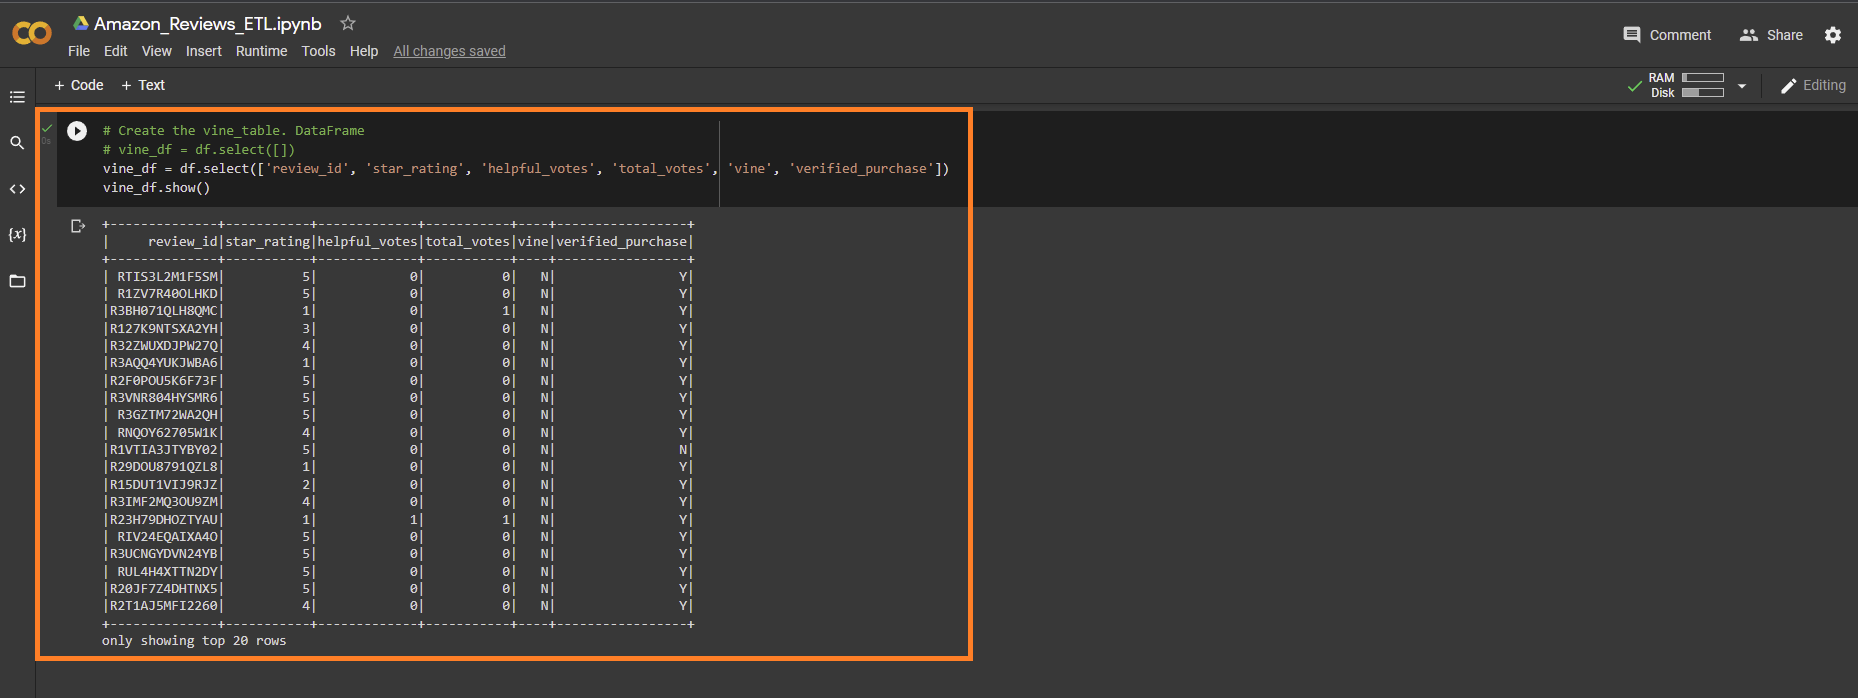 Amazon_Reviews_ETL.ipynb
File Edit View Insert Runtime Tools Help All changes saved
Comment Share
+ Code + Text
RAM
Disk
Editing
0s
# Create the vine_table. DataFrame
# vine_df = df.select([])
vine_df = df.select(['review_id', 'star_rating', 'helpful_votes', 'total_votes', 'vine', 'verified_purchase'])
vine_df.show()
{x}
+--------------+-----------+-------------+-----------+----+-----------------+
|     review_id|star_rating|helpful_votes|total_votes|vine|verified_purchase|
+--------------+-----------+-------------+-----------+----+-----------------+
| RTIS3L2M1F5SM|          5|            0|          0|   N|                Y|
| R1ZV7R40OLHKD|          5|            0|          0|   N|                Y|
|R3BH071QLH8QMC|          1|            0|          1|   N|                Y|
|R127K9NTSXA2YH|          3|            0|          0|   N|                Y|
|R32ZWUXDJPW27Q|          4|            0|          0|   N|                Y|
|R3AQQ4YUKJWBA6|          1|            0|          0|   N|                Y|
|R2F0POU5K6F73F|          5|            0|          0|   N|                Y|
|R3VNR804HYSMR6|          5|            0|          0|   N|                Y|
| R3GZTM72WA2QH|          5|            0|          0|   N|                Y|
| RNQOY62705W1K|          4|            0|          0|   N|                Y|
|R1VTIA3JTYBY02|          5|            0|          0|   N|                N|
|R29DOU8791QZL8|          1|            0|          0|   N|                Y|
|R15DUT1VIJ9RJZ|          2|            0|          0|   N|                Y|
|R3IMF2MQ3OU9ZM|          4|            0|          0|   N|                Y|
|R23H79DHOZTYAU|          1|            1|          1|   N|                Y|
| RIV24EQAIXA4O|          5|            0|          0|   N|                Y|
|R3UCNGYDVN24YB|          5|            0|          0|   N|                Y|
| RUL4H4XTTN2DY|          5|            0|          0|   N|                Y|
|R20JF7Z4DHTNX5|          5|            0|          0|   N|                Y|
|R2T1AJ5MFI2260|          4|            0|          0|   N|                Y|
+--------------+-----------+-------------+-----------+----+-----------------+
only showing top 20 rows